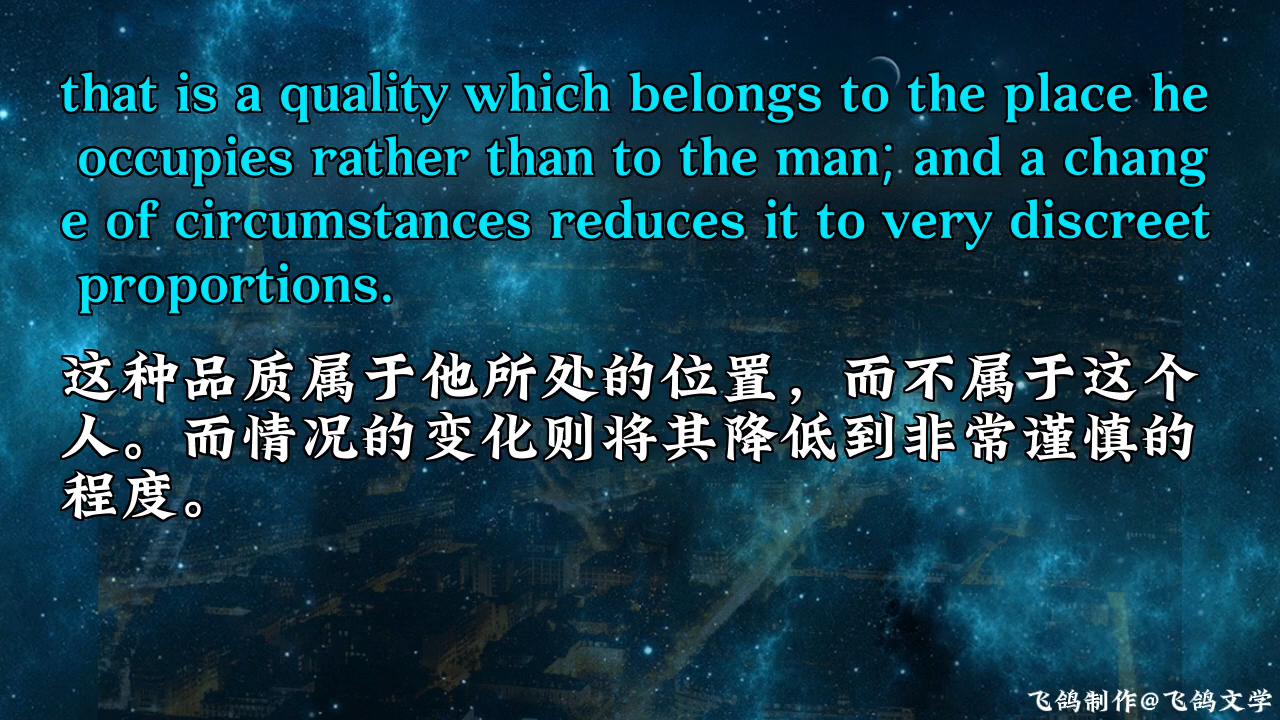 that is a quality which belongs to the place he
occupies rather than to the man; and a chang
e of circumstances reduces it to very discreet
proportions.
这种品质属于他所处的位置，而不属于这个
人。而情况的变化则将其降低到非常谨慎的
程度。
飞鸽制作@飞鸽文学